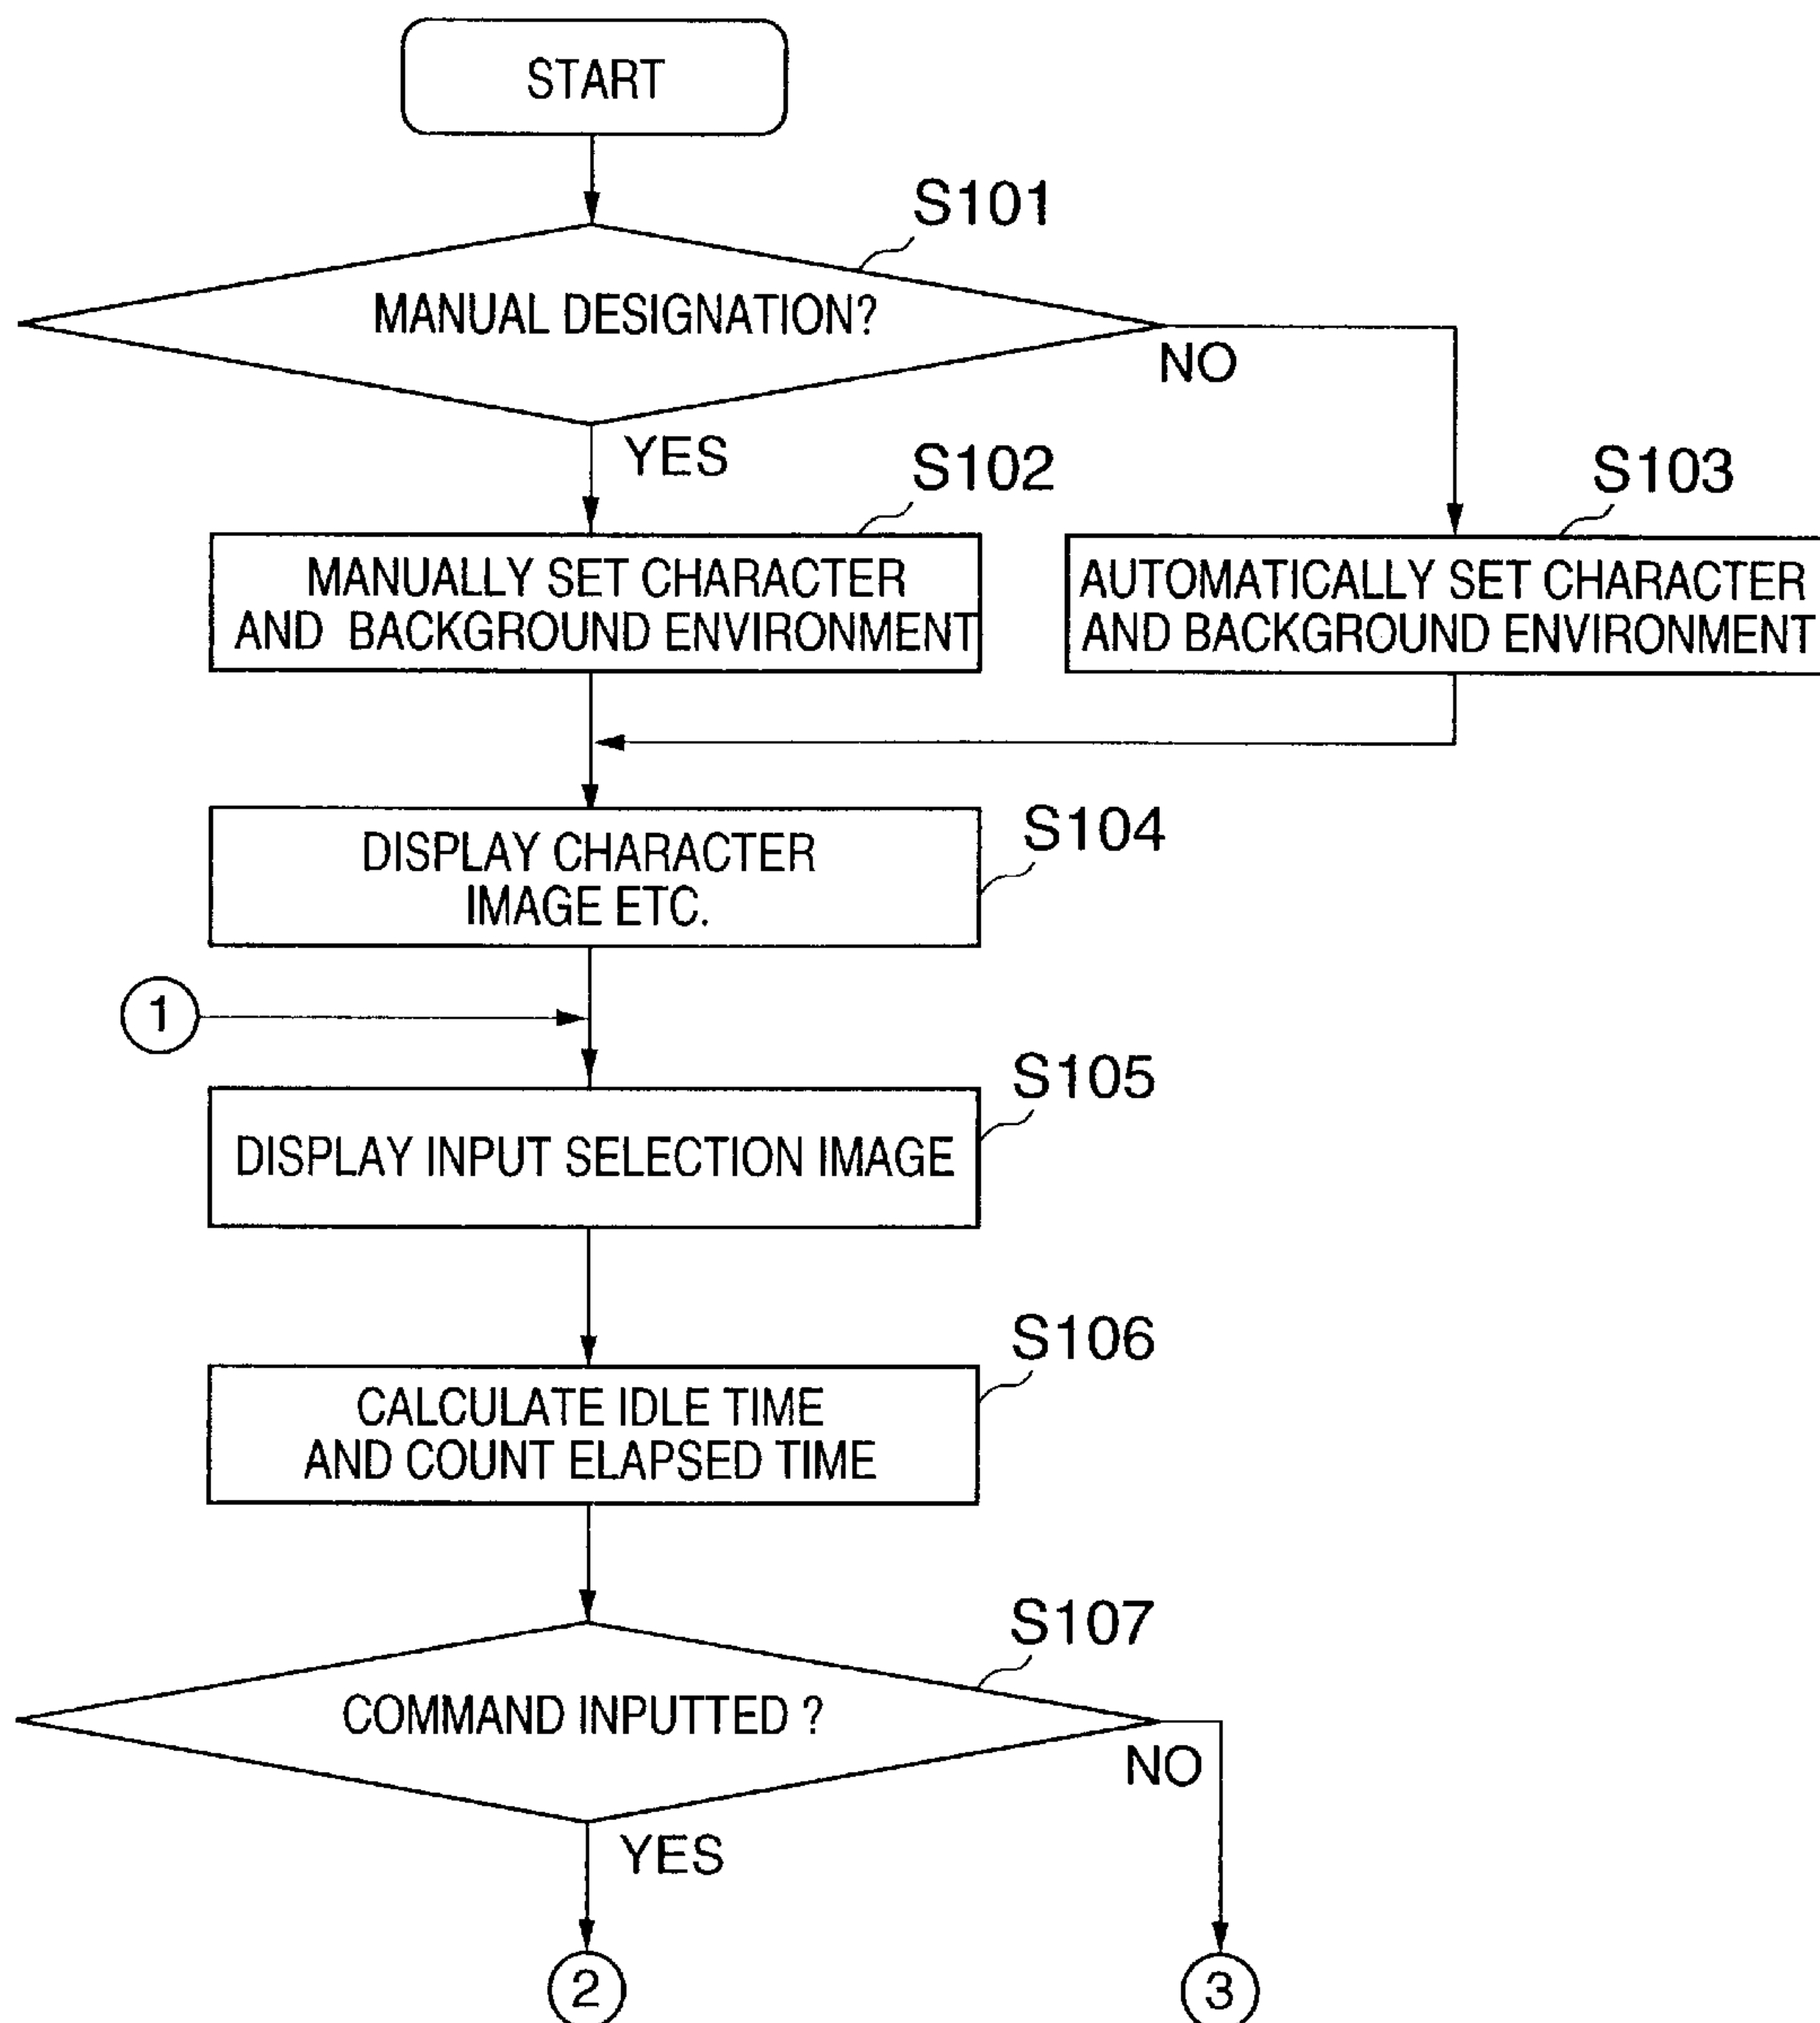 START
S101
MANUAL DESIGNATION?
NO
YES
S102
S103
MANUALLY SET CHARACTER
AND BACKGROUND ENVIRONMENT
AUTOMATICALLY SET CHARACTER
AND BACKGROUND ENVIRONMENT
S104
DISPLAY CHARACTER
IMAGE ETC.
1
S105
DISPLAY INPUT SELECTION IMAGE
S106
CALCULATE IDLE TIME
AND COUNT ELAPSED TIME
S107
COMMAND INPUTTED ?
NO
YES
2
3